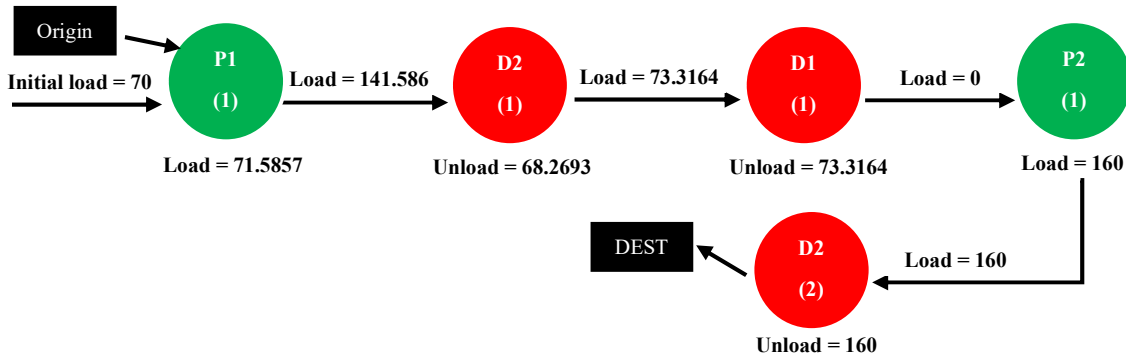 Origin
Initial load = 70
P1
(1)
Load = 71.5857
Load = 141.586
D2
(1)
Unload = 68.2693
Load = 73.3164
D1
(1)
Unload = 73.3164
Load = 0
P2
(1)
Load = 160
Load = 160
D2
(2)
Unload = 160
DEST